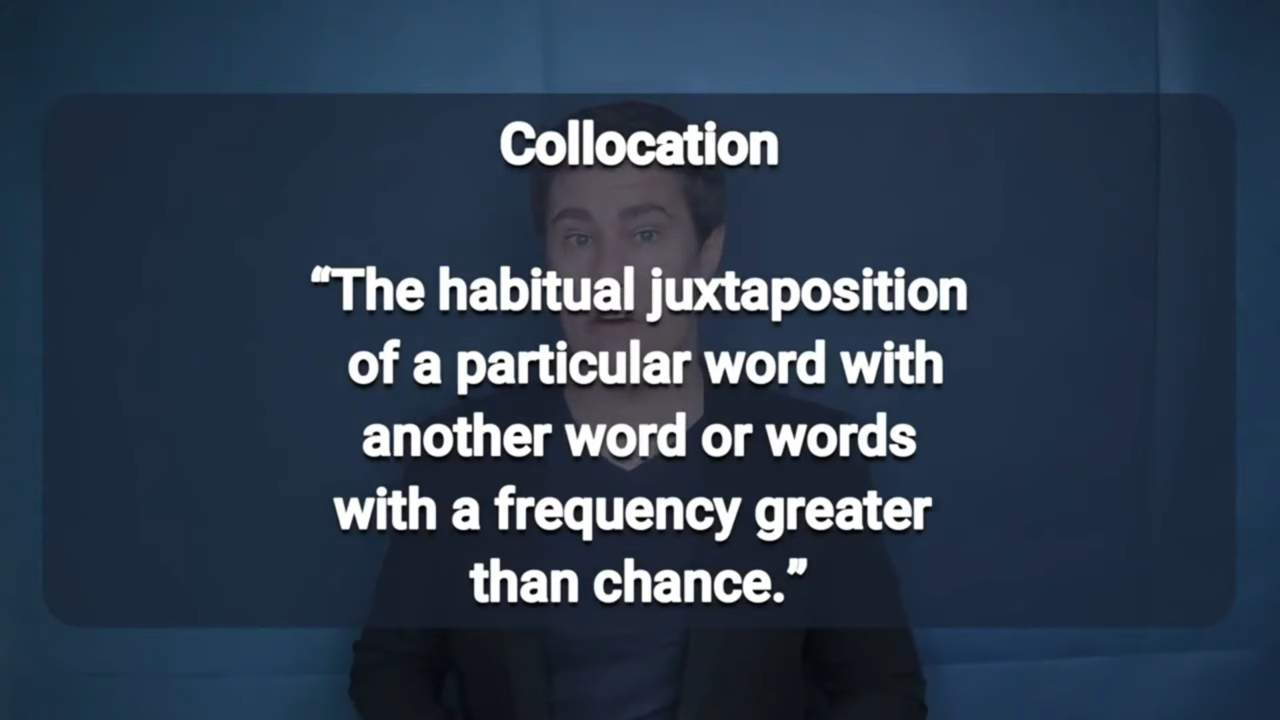 Collocation
“The habitual juxtaposition
of a particular word with
another word or words
with a frequency greater
than chance.”